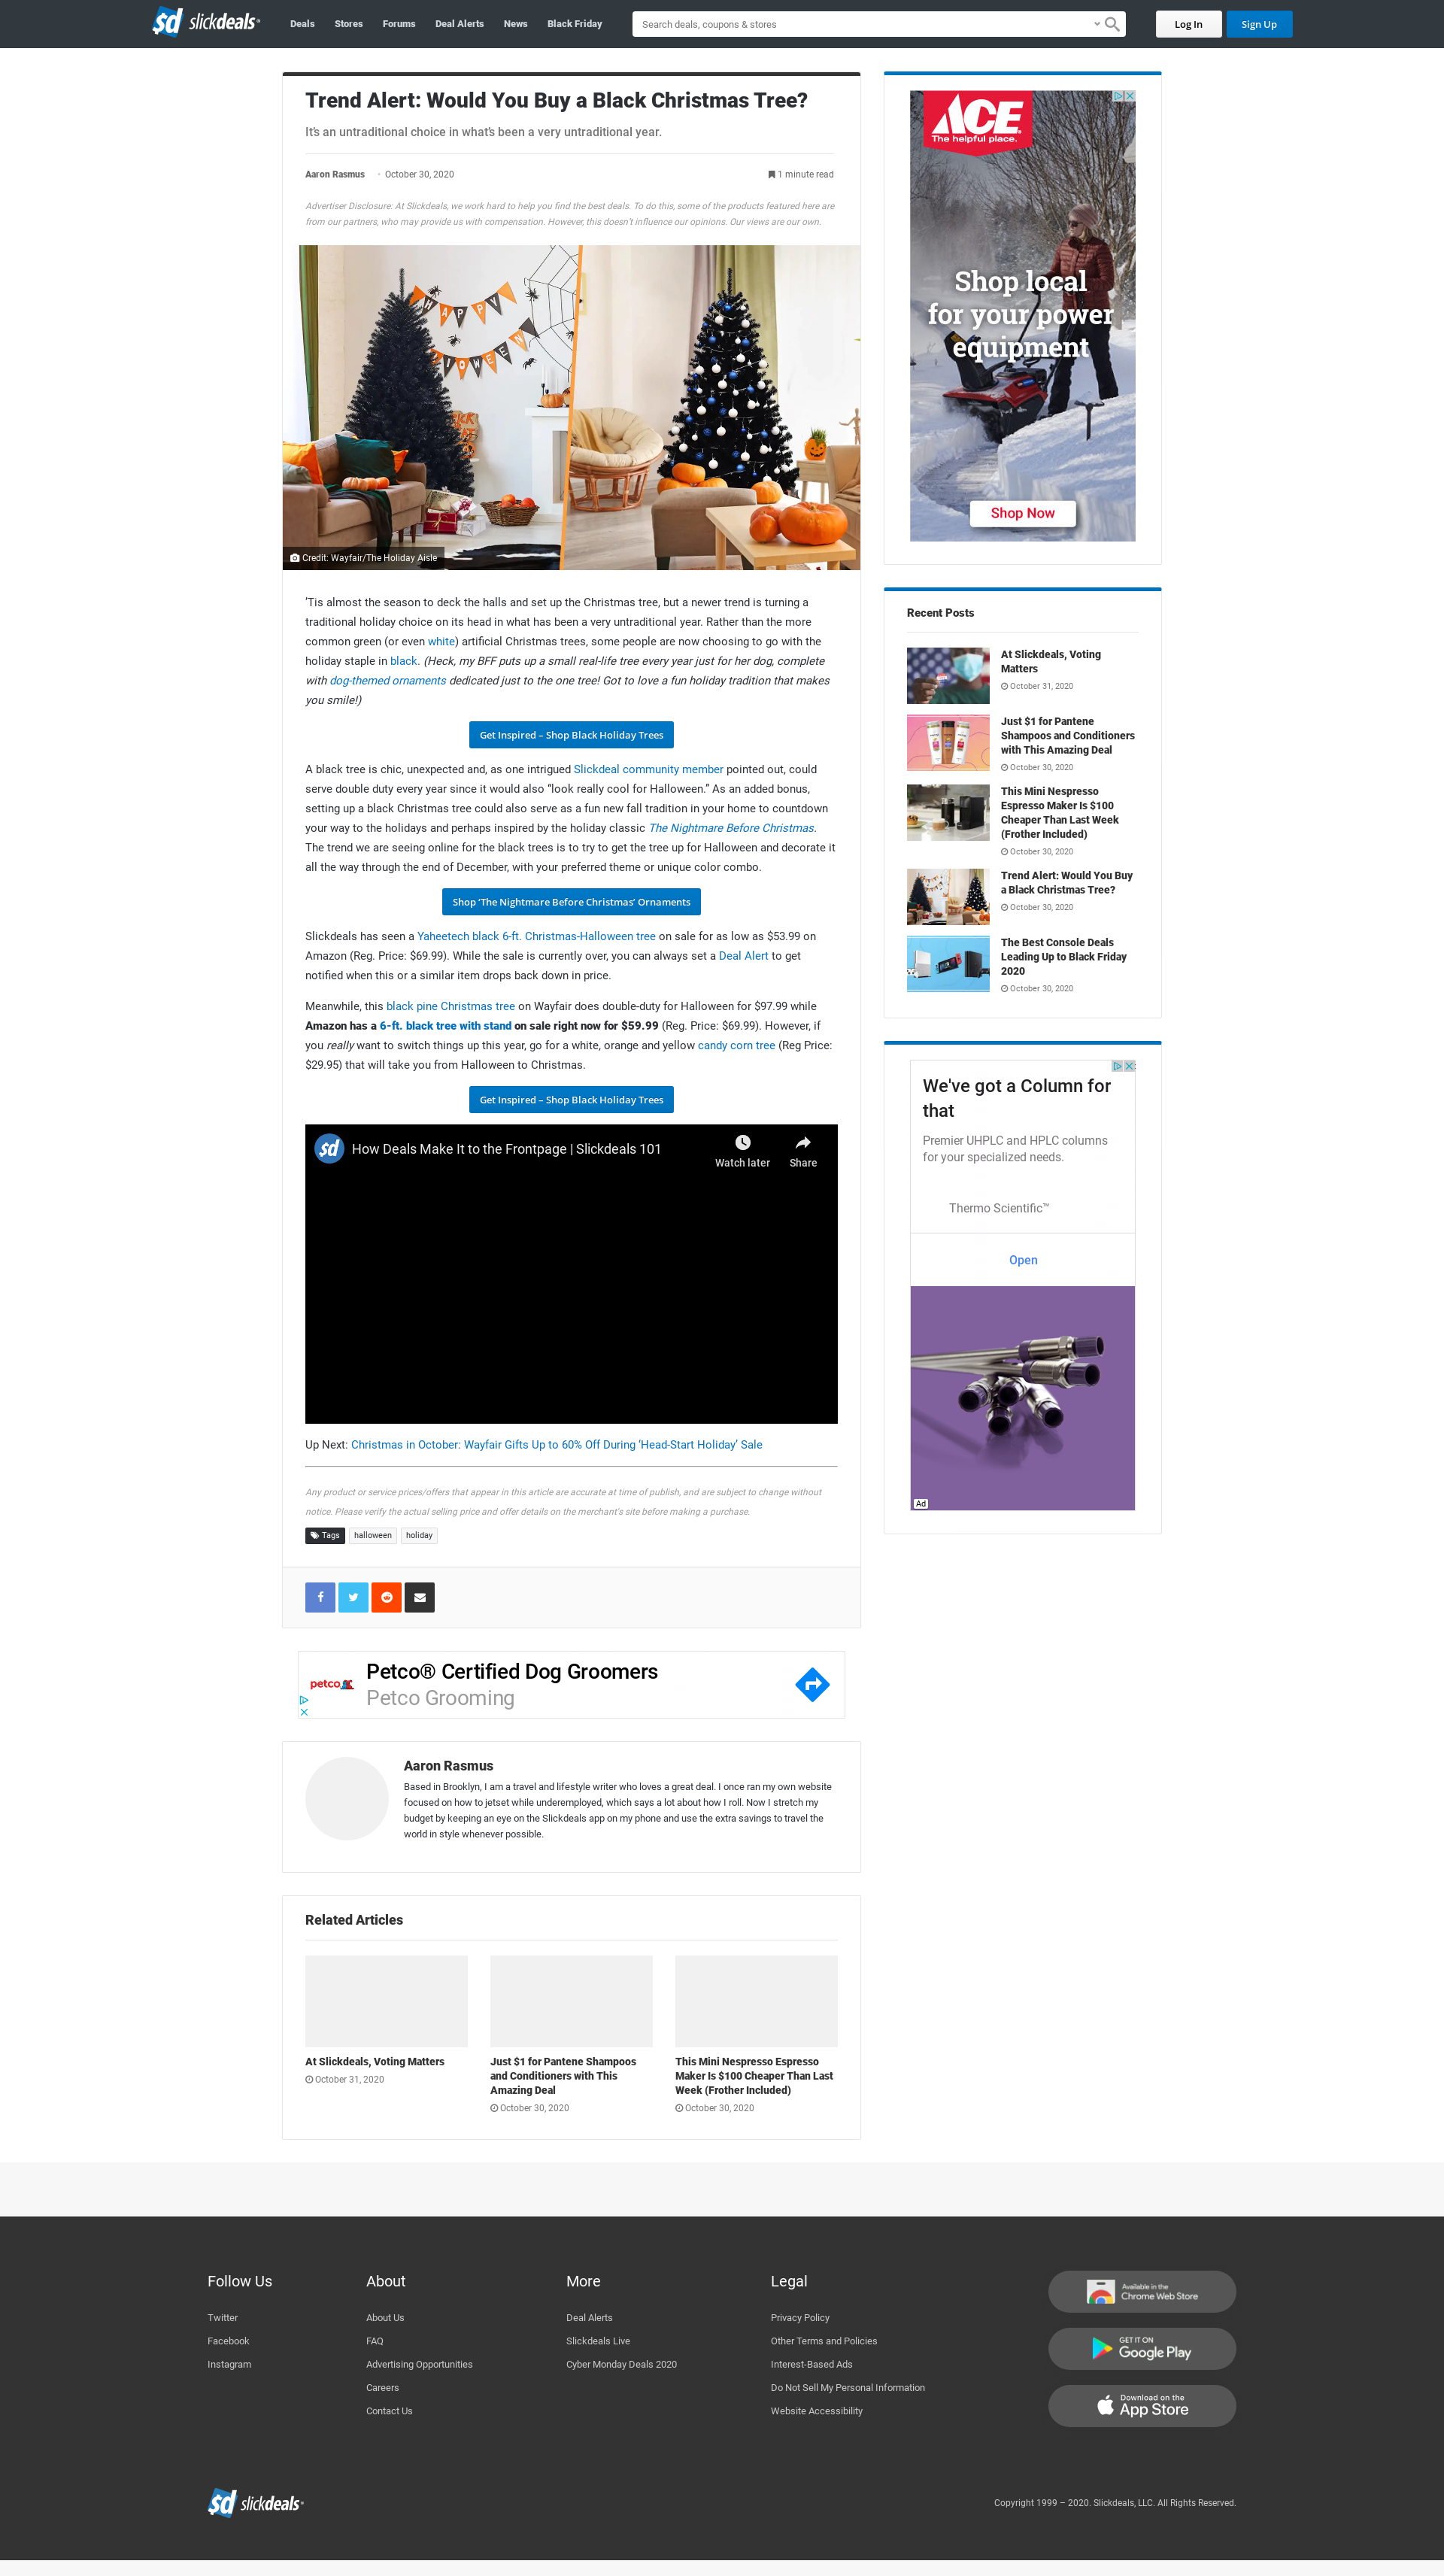 slickdeals
Deals
Stores
Forums
Deal Alerts
News
Black Friday
Search deals, coupons & stores
Log In
Sign Up
Trend Alert: Would You Buy a Black Christmas Tree?
It's an untraditional choice in what's been a very untraditional year.
Aaron Rasmus · October 30, 2020
1 minute read
Advertiser Disclosure: At Slickdeals, we work hard to help you find the best deals. To do this, some of the products featured here are
from our partners, who may provide us with compensation. However, this doesn't influence our opinions. Our views are our own.
HAPPY
Credit: Wayfair/The Holiday Aisle
'Tis almost the season to deck the halls and set up the Christmas tree, but a newer trend is turning a
traditional holiday choice on its head in what has been a very untraditional year. Rather than the more
common green (or even white) artificial Christmas trees, some people are now choosing to go with the
holiday staple in black. (Heck, my BFF puts up a small real-life tree every year just for her dog, complete
with dog-themed ornaments dedicated just to the one tree! Got to love a fun holiday tradition that makes
you smile!)
Get Inspired – Shop Black Holiday Trees
A black tree is chic, unexpected and, as one intrigued Slickdeal community member pointed out, could
serve double duty every year since it would also “look really cool for Halloween.” As an added bonus,
setting up a black Christmas tree could also serve as a fun new fall tradition in your home to countdown
your way to the holidays and perhaps inspired by the holiday classic The Nightmare Before Christmas.
The trend we are seeing online for the black trees is to try to get the tree up for Halloween and decorate it
all the way through the end of December, with your preferred theme or unique color combo.
Shop ‘The Nightmare Before Christmas’ Ornaments
Slickdeals has seen a Yaheetech black 6-ft. Christmas-Halloween tree on sale for as low as $53.99 on
Amazon (Reg. Price: $69.99). While the sale is currently over, you can always set a Deal Alert to get
notified when this or a similar item drops back down in price.
Meanwhile, this black pine Christmas tree on Wayfair does double-duty for Halloween for $97.99 while
Amazon has a 6-ft. black tree with stand on sale right now for $59.99 (Reg. Price: $69.99). However, if
you really want to switch things up this year, go for a white, orange and yellow candy corn tree (Reg Price:
$29.95) that will take you from Halloween to Christmas.
Get Inspired – Shop Black Holiday Trees
How Deals Make It to the Frontpage | Slickdeals 101
Watch later
Share
Up Next: Christmas in October: Wayfair Gifts Up to 60% Off During ‘Head-Start Holiday’ Sale
Any product or service prices/offers that appear in this article are accurate at time of publish, and are subject to change without
notice. Please verify the actual selling price and offer details on the merchant's site before making a purchase.
Tags
halloween
holiday
petco
Petco® Certified Dog Groomers
Petco Grooming
Aaron Rasmus
Based in Brooklyn, I am a travel and lifestyle writer who loves a great deal. I once ran my own website
focused on how to jetset while underemployed, which says a lot about how I roll. Now I stretch my
budget by keeping an eye on the Slickdeals app on my phone and use the extra savings to travel the
world in style whenever possible.
Related Articles
At Slickdeals, Voting Matters
October 31, 2020
Just $1 for Pantene Shampoos
and Conditioners with This
Amazing Deal
October 30, 2020
This Mini Nespresso Espresso
Maker Is $100 Cheaper Than Last
Week (Frother Included)
October 30, 2020
ACE
The helpful place.
Shop local
for your power
equipment
Shop Now
Recent Posts
At Slickdeals, Voting
Matters
October 31, 2020
Just $1 for Pantene
Shampoos and Conditioners
with This Amazing Deal
October 30, 2020
This Mini Nespresso
Espresso Maker Is $100
Cheaper Than Last Week
(Frother Included)
October 30, 2020
Trend Alert: Would You Buy
a Black Christmas Tree?
October 30, 2020
The Best Console Deals
Leading Up to Black Friday
2020
October 30, 2020
We've got a Column for
that
Premier UHPLC and HPLC columns
for your specialized needs.
Thermo Scientific™
Open
Ad
Follow Us
Twitter
Facebook
Instagram
About
About Us
FAQ
Advertising Opportunities
Careers
Contact Us
More
Deal Alerts
Slickdeals Live
Cyber Monday Deals 2020
Legal
Privacy Policy
Other Terms and Policies
Interest-Based Ads
Do Not Sell My Personal Information
Website Accessibility
Available in the
Chrome Web Store
GET IT ON
Google Play
Download on the
App Store
slickdeals
Copyright 1999 – 2020. Slickdeals, LLC. All Rights Reserved.